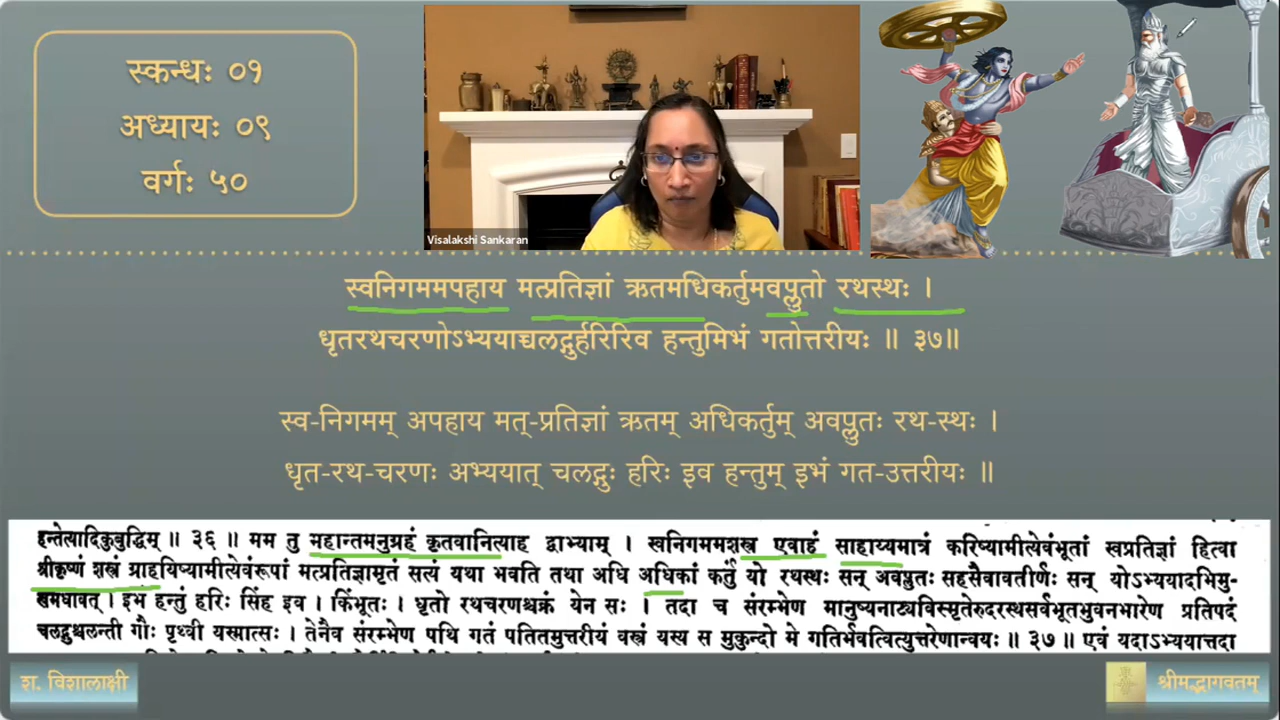 स्कन्धः ०१
अध्यायः ०९
वर्गः ५०
Visalakshi Sankaran
स्वनिगममपहाय मत्प्रतिज्ञां ऋतमधिकर्तुमवप्लुतो रथस्थः ।
धृतरथचरणोऽभ्ययाच्चलद्गुर्हरिरिव हन्तुमिभं गतोत्तरीयः ॥ ३७॥
स्व-निगमम् अपहाय मत्-प्रतिज्ञां ऋतम् अधिकर्तुम् अवप्लुतः रथ-स्थः ।
धृत-रथ-चरणः अभ्ययात् चलद्गुः हरिः इव हन्तुम् इभं गत-उत्तरीयः ॥
हन्तेत्यादिकुबुद्धिम् ॥ ३६ ॥ मम तु महान्तमनुग्रहं कृतवानित्याह द्वाभ्याम् । स्वनिगममशस्त्र एवाहं साहाय्यमात्रं करिष्यामीत्येवंभूतां स्वप्रतिज्ञां हित्वा
श्रीकृष्णं शस्त्रं ग्राहयिष्यामीत्येवंरूपां मत्प्रतिज्ञामृतं सत्यं यथा भवति तथा अधि अधिकां कर्तुं यो रथस्थः सन् अवप्लुतः सहसैवावतीर्णः सन् योऽभ्ययादभिमु-
खमधावत् । इभं हन्तुं हरिः सिंह इव । किंभूतः । धृतो रथचरणश्चक्रं येन सः । तदा च संरम्भेण मानुष्यनाट्यविस्मृतेरुदरस्थसर्वभूतभुवनभारेण प्रतिपदं
चलद्गुश्चलन्ती गौः पृथ्वी यस्मात्सः । तेनैव संरम्भेण पथि गतं पतितमुत्तरीयं वस्त्रं यस्य स मुकुन्दो मे गतिर्भवत्वित्युत्तरेणान्वयः ॥ ३७ ॥ एवं यदाऽभ्ययात्तदा
श. विशालाक्षी
श्रीमद्भागवतम्